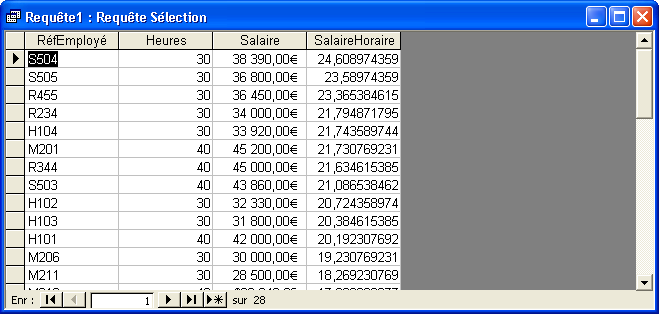 Requête1 : Requête Sélection
RéfEmployé Heures Salaire SalaireHoraire
S504 30 38 390,00€ 24,608974359
S505 30 36 800,00€ 23,58974359
R455 30 36 450,00€ 23,365384615
R234 30 34 000,00€ 21,794871795
H104 30 33 920,00€ 21,743589744
M201 40 45 200,00€ 21,730769231
R344 40 45 000,00€ 21,634615385
S503 40 43 860,00€ 21,086538462
H102 30 32 330,00€ 20,724358974
H103 30 31 800,00€ 20,384615385
H101 40 42 000,00€ 20,192307692
M206 30 30 000,00€ 19,230769231
M211 30 28 500,00€ 18,269230769
Enr : 1 sur 28